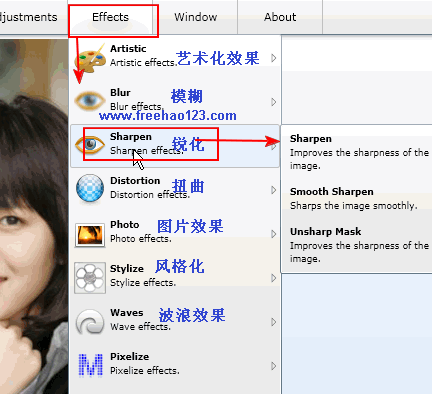 djustments Effects Window About
Artistic 艺术化效果
Artistic effects.
Blur 模糊
Blur effects.
www.freehao123.com
Sharpen 锐化
Sharpen effects.
Sharpen
Improves the sharpness of the
image.
Smooth Sharpen
Sharps the image smoothly.
Unsharp Mask
Improves the sharpness of the
image.
Distortion 扭曲
Distortion effects.
Photo 图片效果
Photo effects.
Stylize 风格化
Stylize effects.
Waves 波浪效果
Wave effects.
Pixelize
Pixelize effects.